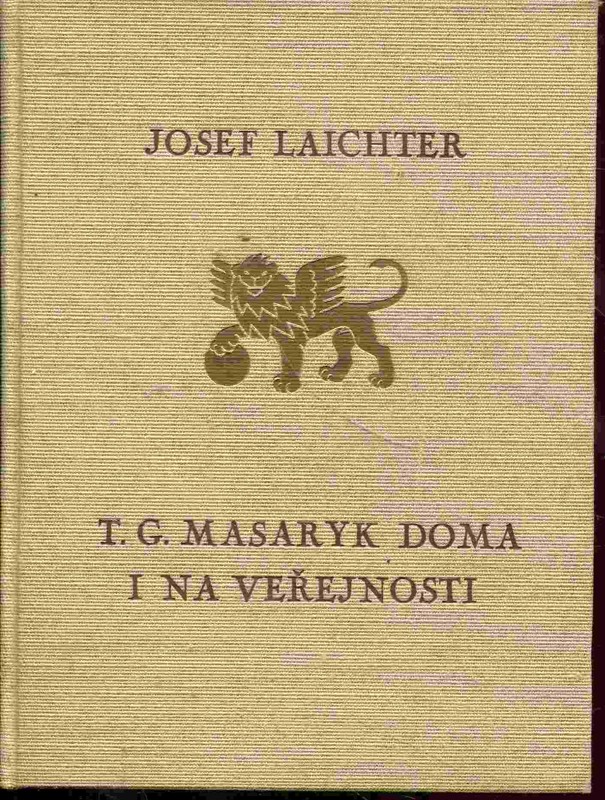 JOSEF LAICHTER
T. G. MASARYK DOMA
I NA VEŘEJNOSTI